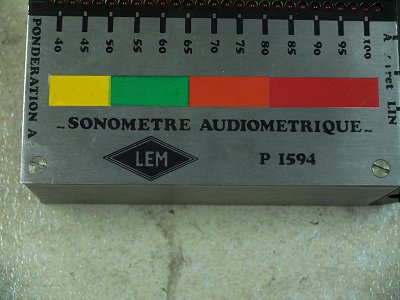 40 45 50 55 60 65 70 75 80 85 90 95 100
PONDERATION A
LIN
- SONOMETRE AUDIOMETRIQUE -
LEM
P 1594